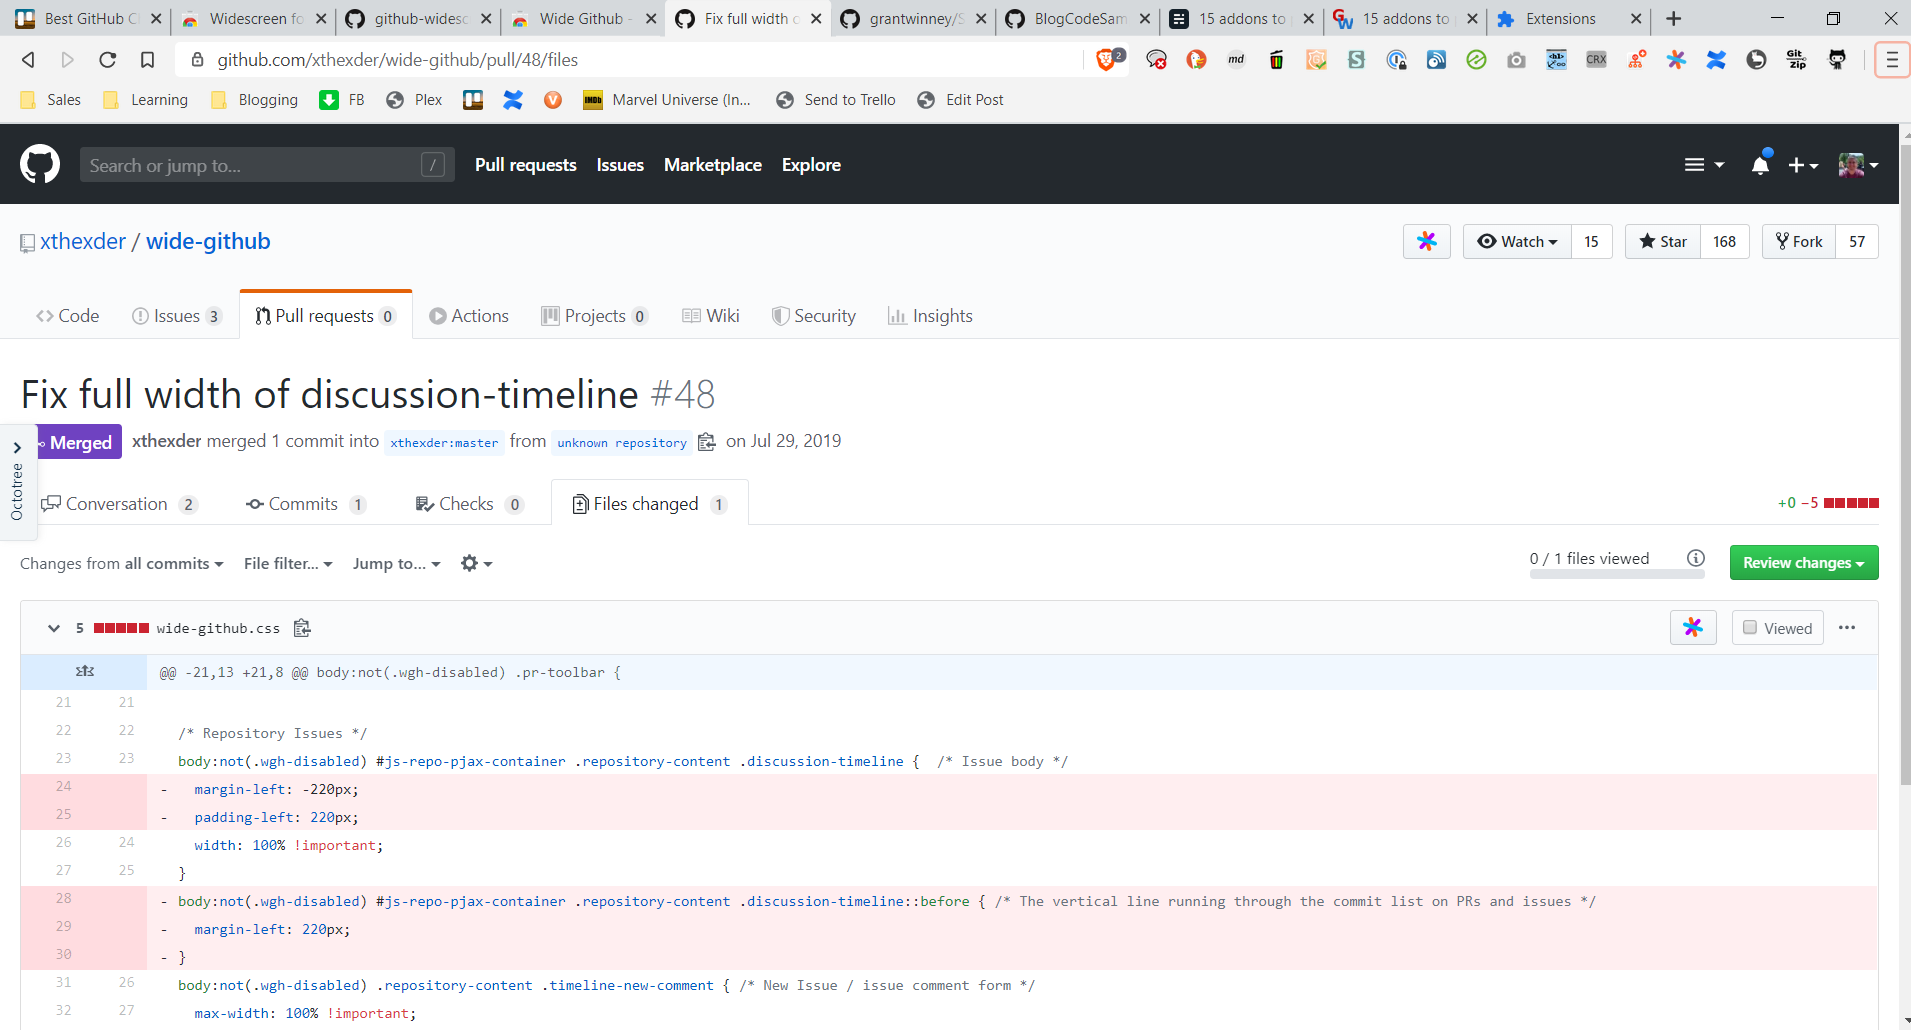 Best GitHub C
Widescreen fo
github-widesc
Wide Github -
Fix full width o
grantwinney/S
BlogCodeSam
15 addons to
15 addons to
Extensions
github.com/xthexder/wide-github/pull/48/files
2
md
CRX
Git
Zip
Sales
Learning
Blogging
FB
Plex
IMDb
Marvel Universe (In...
Send to Trello
Edit Post
Search or jump to...
/
Pull requests
Issues
Marketplace
Explore
xthexder / wide-github
Watch
15
Star
168
Fork
57
Code
Issues 3
Pull requests 0
Actions
Projects 0
Wiki
Security
Insights
Fix full width of discussion-timeline #48
Merged
xthexder merged 1 commit into xthexder:master from unknown repository on Jul 29, 2019
Octotree
Conversation 2
Commits 1
Checks 0
Files changed 1
+0 −5
Changes from all commits
File filter...
Jump to...
0 / 1 files viewed
Review changes
5 wide-github.css
Viewed
@@ -21,13 +21,8 @@ body:not(.wgh-disabled) .pr-toolbar {
21 21
22 22 /* Repository Issues */
23 23 body:not(.wgh-disabled) #js-repo-pjax-container .repository-content .discussion-timeline {  /* Issue body */
24 - margin-left: -220px;
25 - padding-left: 220px;
26 24 width: 100% !important;
27 25 }
28 - body:not(.wgh-disabled) #js-repo-pjax-container .repository-content .discussion-timeline::before { /* The vertical line running through the commit list on PRs and issues */
29 - margin-left: 220px;
30 - }
31 26 body:not(.wgh-disabled) .repository-content .timeline-new-comment { /* New Issue / issue comment form */
32 27 max-width: 100% !important;